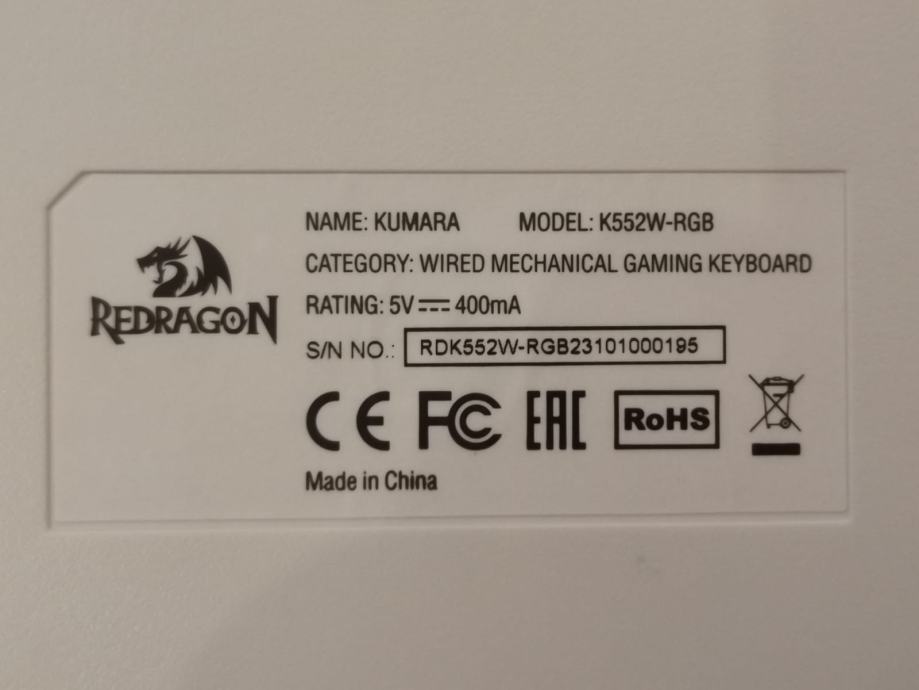 REDRAGON
NAME: KUMARA MODEL: K552W-RGB
CATEGORY: WIRED MECHANICAL GAMING KEYBOARD
RATING: 5V⎓400mA
S/N NO.: RDK552W-RGB23101000195
CE FC EAC RoHS
Made in China